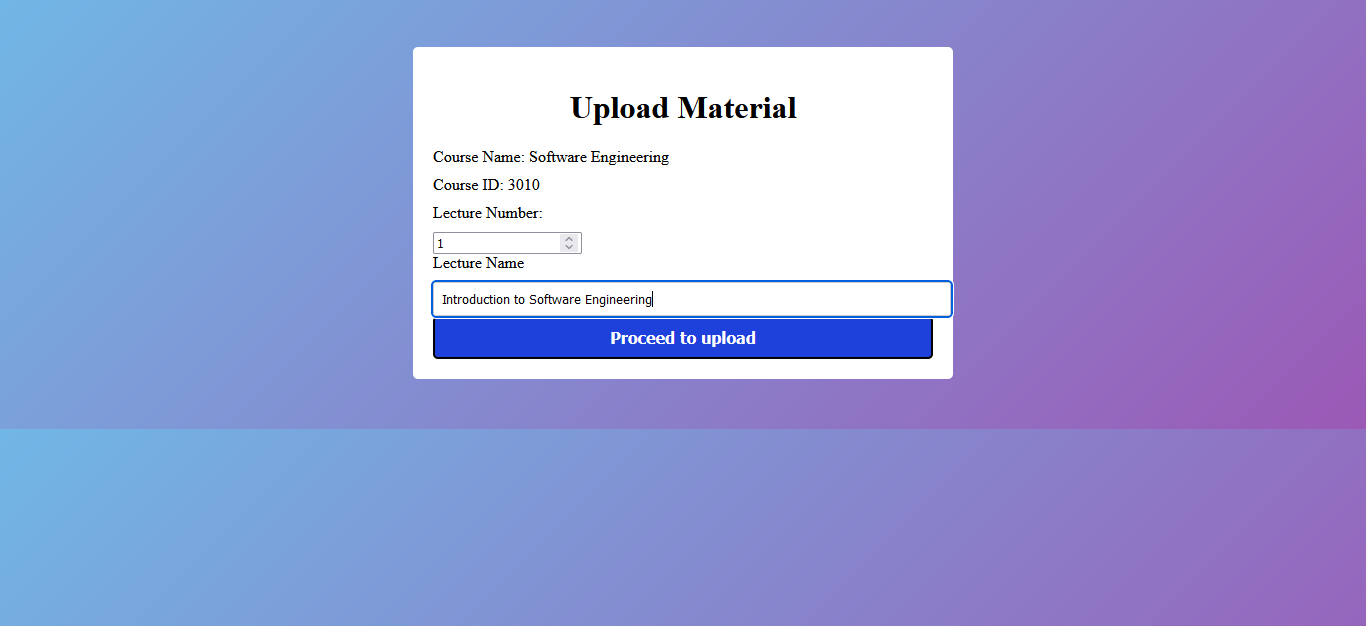 Upload Material
Course Name: Software Engineering
Course ID: 3010
Lecture Number:
1
Lecture Name
Introduction to Software Engineering
Proceed to upload